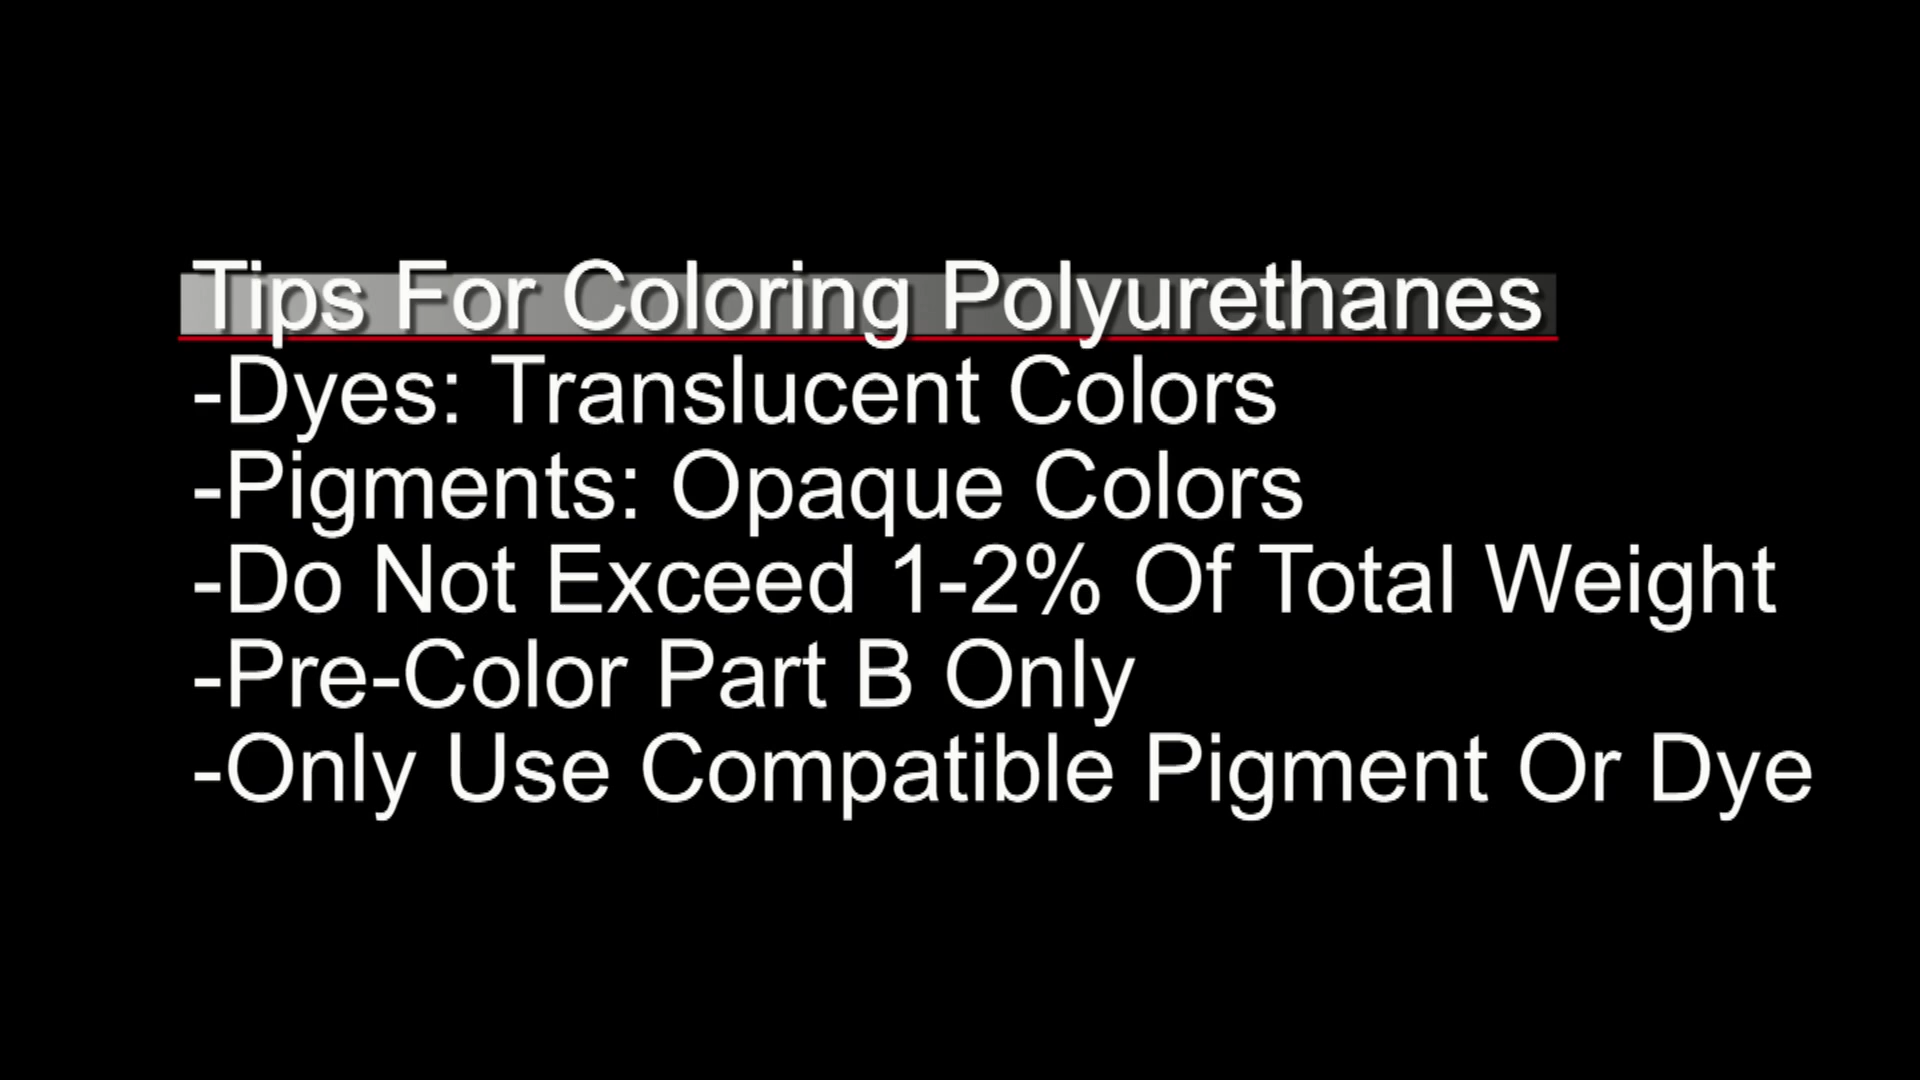 Tips For Coloring Polyurethanes
-Dyes: Translucent Colors
-Pigments: Opaque Colors
-Do Not Exceed 1-2% Of Total Weight
-Pre-Color Part B Only
-Only Use Compatible Pigment Or Dye